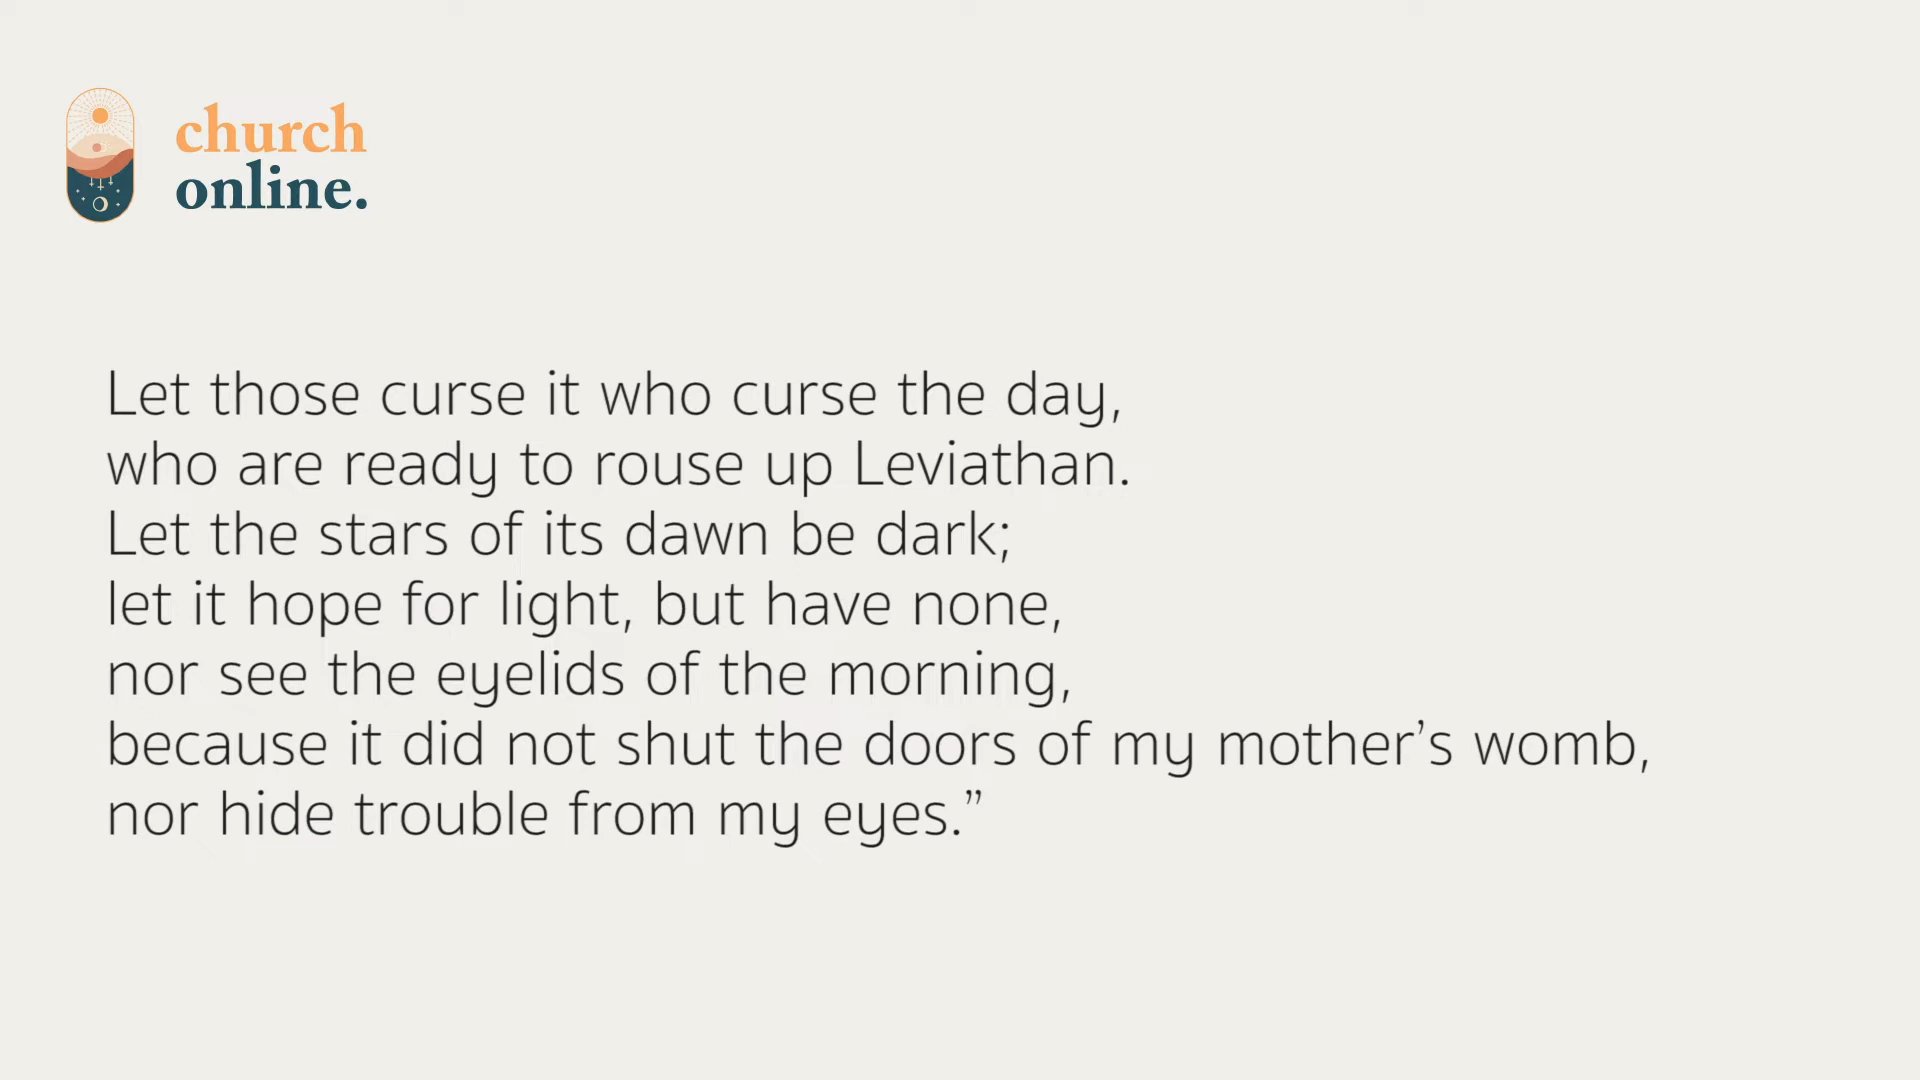 church
online.
Let those curse it who curse the day,
who are ready to rouse up Leviathan.
Let the stars of its dawn be dark;
let it hope for light, but have none,
nor see the eyelids of the morning,
because it did not shut the doors of my mother’s womb,
nor hide trouble from my eyes.”